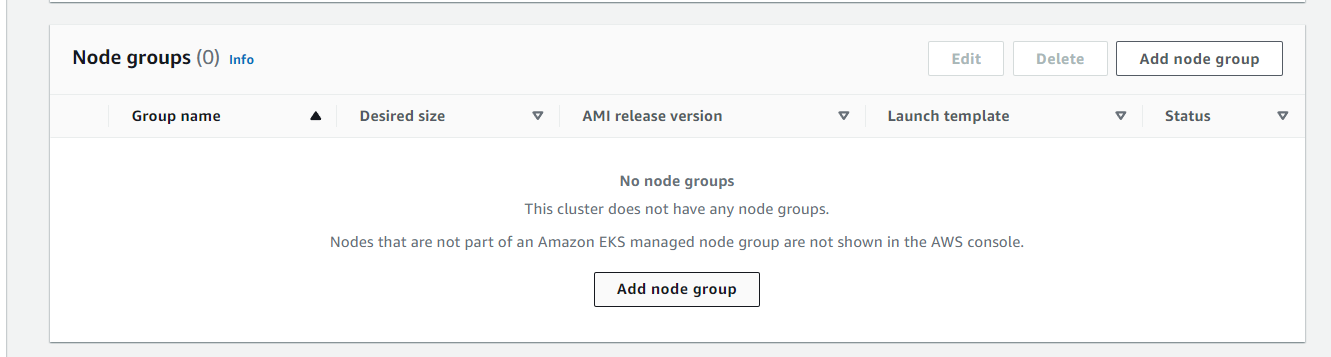 Node groups (0) Info Edit Delete Add node group
Group name Desired size AMI release version Launch template Status
No node groups
This cluster does not have any node groups.
Nodes that are not part of an Amazon EKS managed node group are not shown in the AWS console.
Add node group